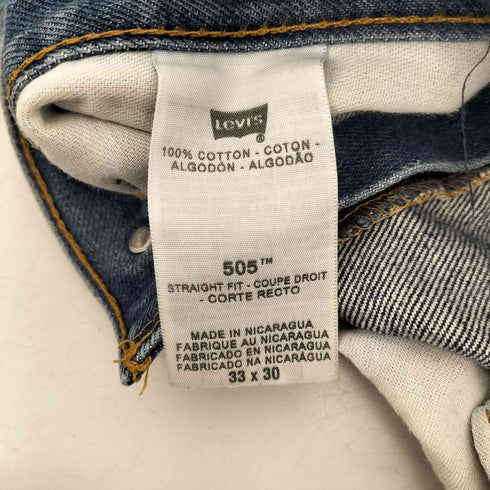 Levi's ®
100% COTTON - COTON -
ALGODÓN - ALGODÃO
505™
STRAIGHT FIT - COUPE DROIT
- CORTE RECTO
MADE IN NICARAGUA
FABRIQUE AU NICARAGUA
FABRICADO EN NICARAGUA
FABRICADO NA NICARÁGUA
33 x 30